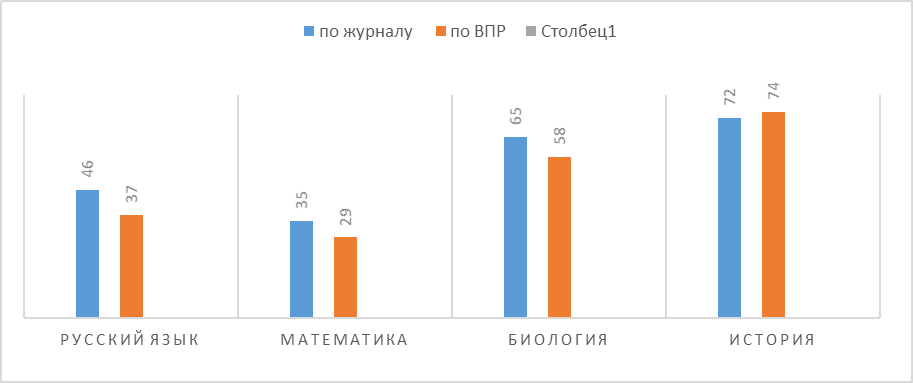 по журналу по ВПР Столбец1
46 37 35 29 65 58 72 74
РУССКИЙ ЯЗЫК МАТЕМАТИКА БИОЛОГИЯ ИСТОРИЯ